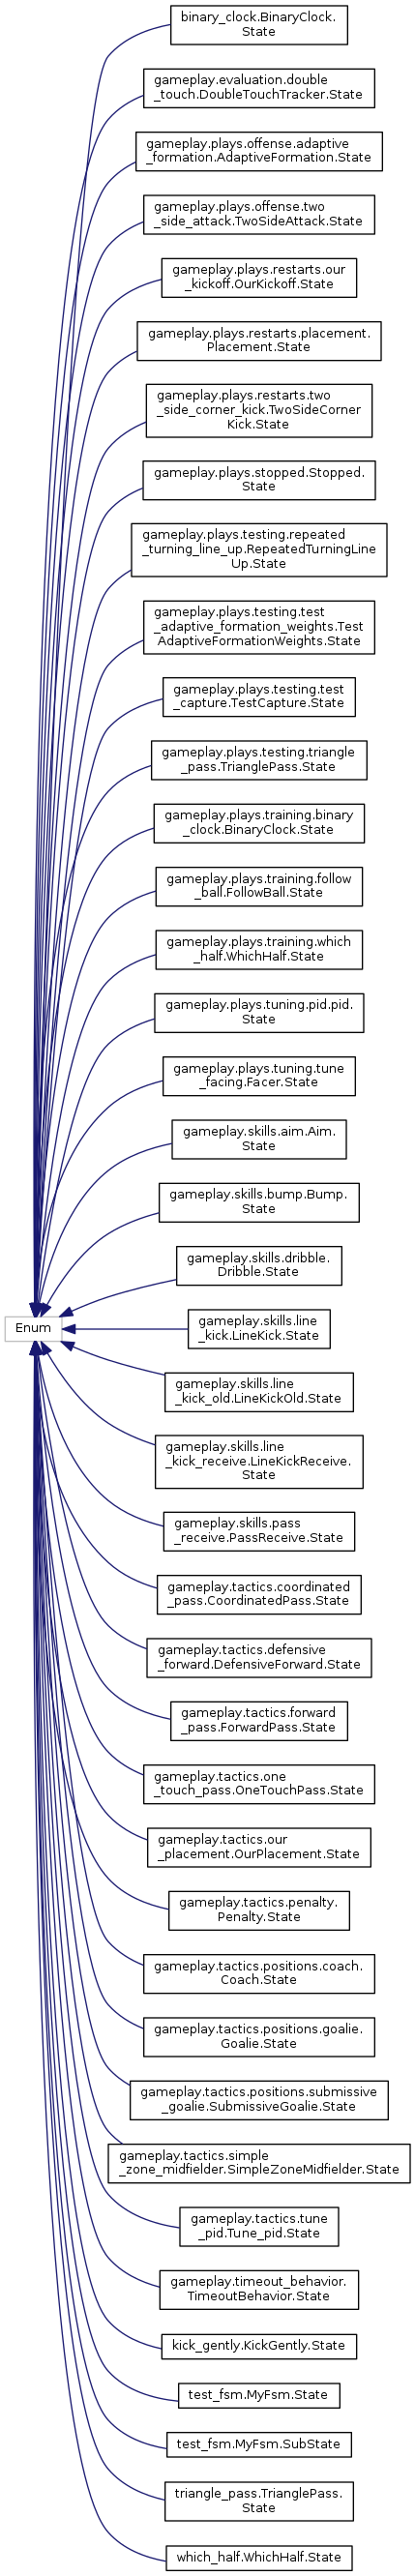 binary_clock.BinaryClock.
State
gameplay.evaluation.double
_touch.DoubleTouchTracker.State
gameplay.plays.offense.adaptive
_formation.AdaptiveFormation.State
gameplay.plays.offense.two
_side_attack.TwoSideAttack.State
gameplay.plays.restarts.our
_kickoff.OurKickoff.State
gameplay.plays.restarts.placement.
Placement.State
gameplay.plays.restarts.two
_side_corner_kick.TwoSideCorner
Kick.State
gameplay.plays.stopped.Stopped.
State
gameplay.plays.testing.repeated
_turning_line_up.RepeatedTurningLine
Up.State
gameplay.plays.testing.test
_adaptive_formation_weights.Test
AdaptiveFormationWeights.State
gameplay.plays.testing.test
_capture.TestCapture.State
gameplay.plays.testing.triangle
_pass.TrianglePass.State
gameplay.plays.training.binary
_clock.BinaryClock.State
gameplay.plays.training.follow
_ball.FollowBall.State
gameplay.plays.training.which
_half.WhichHalf.State
gameplay.plays.tuning.pid.pid.
State
gameplay.plays.tuning.tune
_facing.Facer.State
gameplay.skills.aim.Aim.
State
gameplay.skills.bump.Bump.
State
gameplay.skills.dribble.
Dribble.State
Enum
gameplay.skills.line
_kick.LineKick.State
gameplay.skills.line
_kick_old.LineKickOld.State
gameplay.skills.line
_kick_receive.LineKickReceive.
State
gameplay.skills.pass
_receive.PassReceive.State
gameplay.tactics.coordinated
_pass.CoordinatedPass.State
gameplay.tactics.defensive
_forward.DefensiveForward.State
gameplay.tactics.forward
_pass.ForwardPass.State
gameplay.tactics.one
_touch_pass.OneTouchPass.State
gameplay.tactics.our
_placement.OurPlacement.State
gameplay.tactics.penalty.
Penalty.State
gameplay.tactics.positions.coach.
Coach.State
gameplay.tactics.positions.goalie.
Goalie.State
gameplay.tactics.positions.submissive
_goalie.SubmissiveGoalie.State
gameplay.tactics.simple
_zone_midfielder.SimpleZoneMidfielder.State
gameplay.tactics.tune
_pid.Tune_pid.State
gameplay.timeout_behavior.
TimeoutBehavior.State
kick_gently.KickGently.State
test_fsm.MyFsm.State
test_fsm.MyFsm.SubState
triangle_pass.TrianglePass.
State
which_half.WhichHalf.State